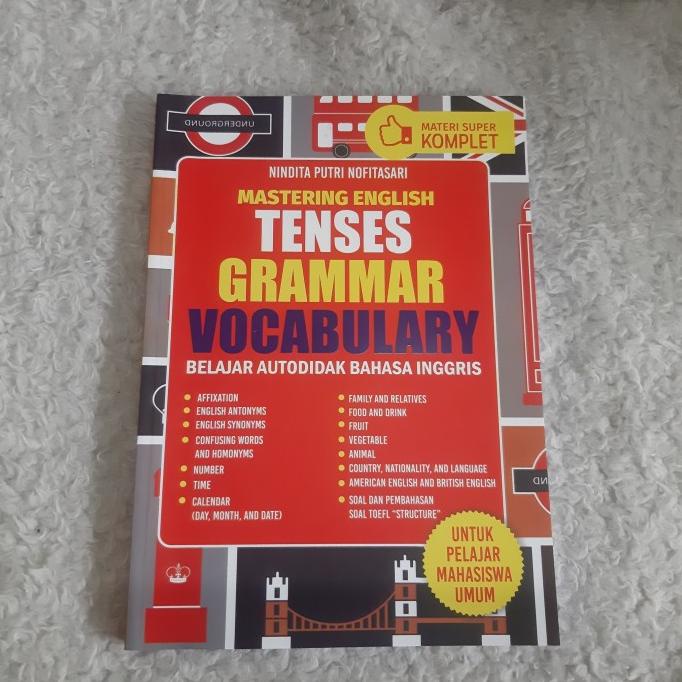 UNDERGROUND
MATERI SUPER
KOMPLET
NINDITA PUTRI NOFITASARI
MASTERING ENGLISH
TENSES
GRAMMAR
VOCABULARY
BELAJAR AUTODIDAK BAHASA INGGRIS
AFFIXATION
ENGLISH ANTONYMS
ENGLISH SYNONYMS
CONFUSING WORDS
AND HOMONYMS
NUMBER
TIME
CALENDAR
(DAY, MONTH, AND DATE)
FAMILY AND RELATIVES
FOOD AND DRINK
FRUIT
VEGETABLE
ANIMAL
COUNTRY, NATIONALITY, AND LANGUAGE
AMERICAN ENGLISH AND BRITISH ENGLISH
SOAL DAN PEMBAHASAN
SOAL TOEFL "STRUCTURE"
UNTUK
PELAJAR
MAHASISWA
UMUM